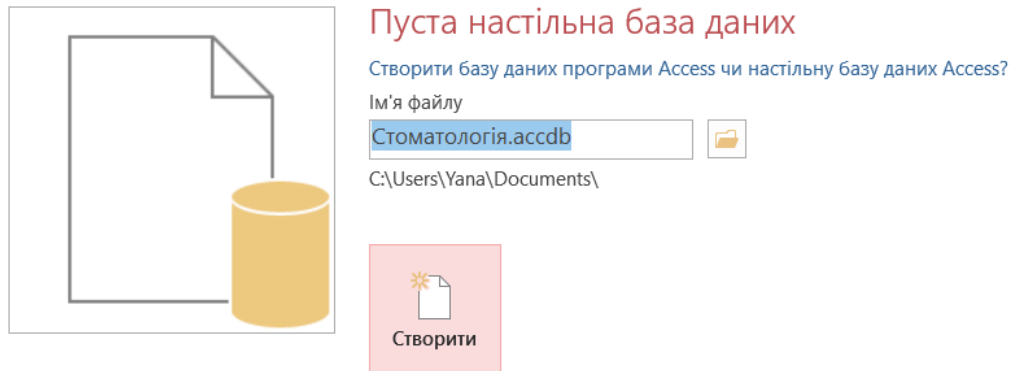 Пуста настільна база даних
Створити базу даних програми Access чи настільну базу даних Access?
Ім'я файлу
Стоматологія.accdb
C:\Users\Yana\Documents\
Створити